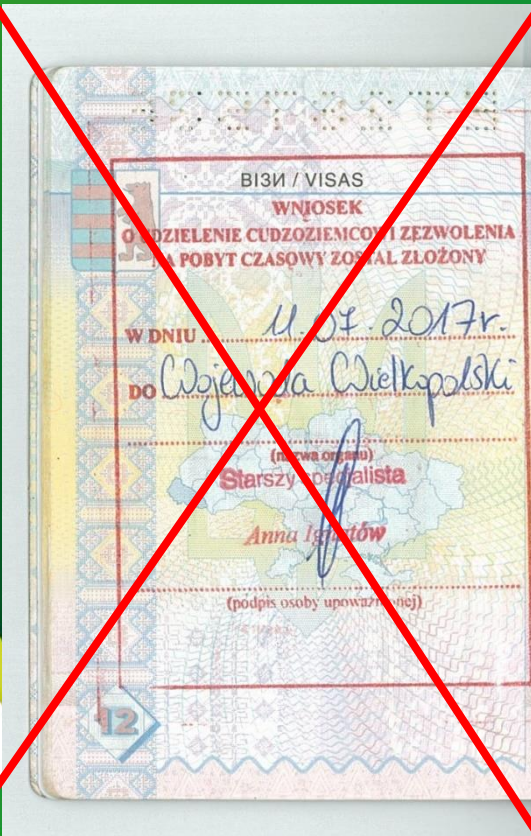 ВІЗИ / VISAS
WNIOSEK
O UDZIELENIE CUDZOZIEMCOWI ZEZWOLENIA
NA POBYT CZASOWY ZOSTAŁ ZŁOŻONY
W DNIU 11.07.2017r.
DO Wojewoda Wielkopolski
(nazwa organu)
Starszy specjalista
Anna
(podpis osoby upoważnionej)
12